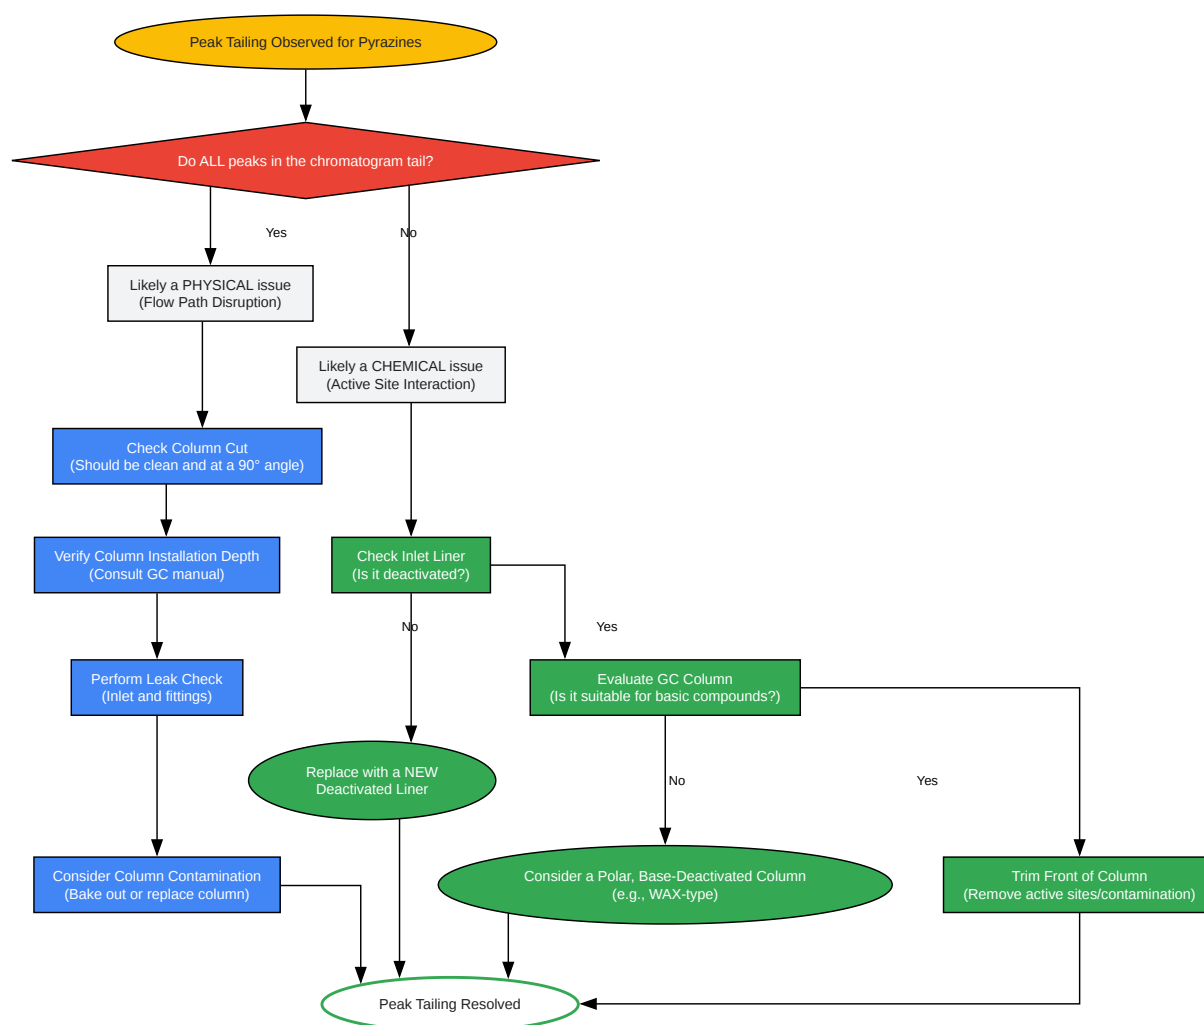 Peak Tailing Observed for Pyrazines
Do ALL peaks in the chromatogram tail?
Yes
No
Likely a PHYSICAL issue
(Flow Path Disruption)
Likely a CHEMICAL issue
(Active Site Interaction)
Check Column Cut
(Should be clean and at a 90° angle)
Verify Column Installation Depth
(Consult GC manual)
Check Inlet Liner
(Is it deactivated?)
No
Yes
Perform Leak Check
(Inlet and fittings)
Evaluate GC Column
(Is it suitable for basic compounds?)
Replace with a NEW
Deactivated Liner
No
Yes
Consider Column Contamination
(Bake out or replace column)
Consider a Polar, Base-Deactivated Column
(e.g., WAX-type)
Trim Front of Column
(Remove active sites/contamination)
Peak Tailing Resolved